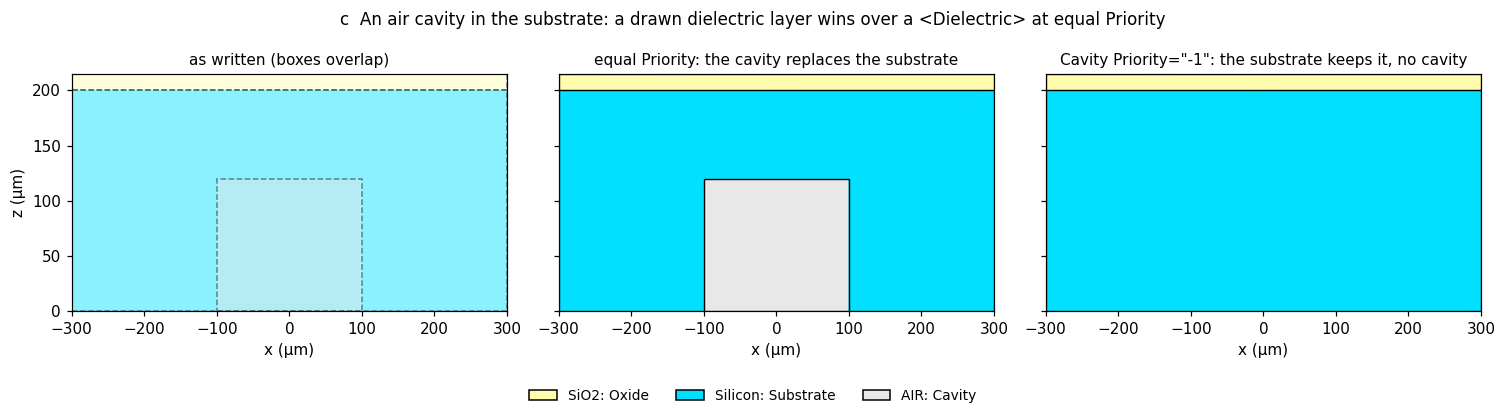 c  An air cavity in the substrate: a drawn dielectric layer wins over a <Dielectric> at equal Priority
as written (boxes overlap)
equal Priority: the cavity replaces the substrate
Cavity Priority="-1": the substrate keeps it, no cavity
z (µm)
200
150
100
50
0
−300 −200 −100 0 100 200 300
−300 −200 −100 0 100 200 300
−300 −200 −100 0 100 200 300
x (µm)
x (µm)
x (µm)
SiO2: Oxide
Silicon: Substrate
AIR: Cavity